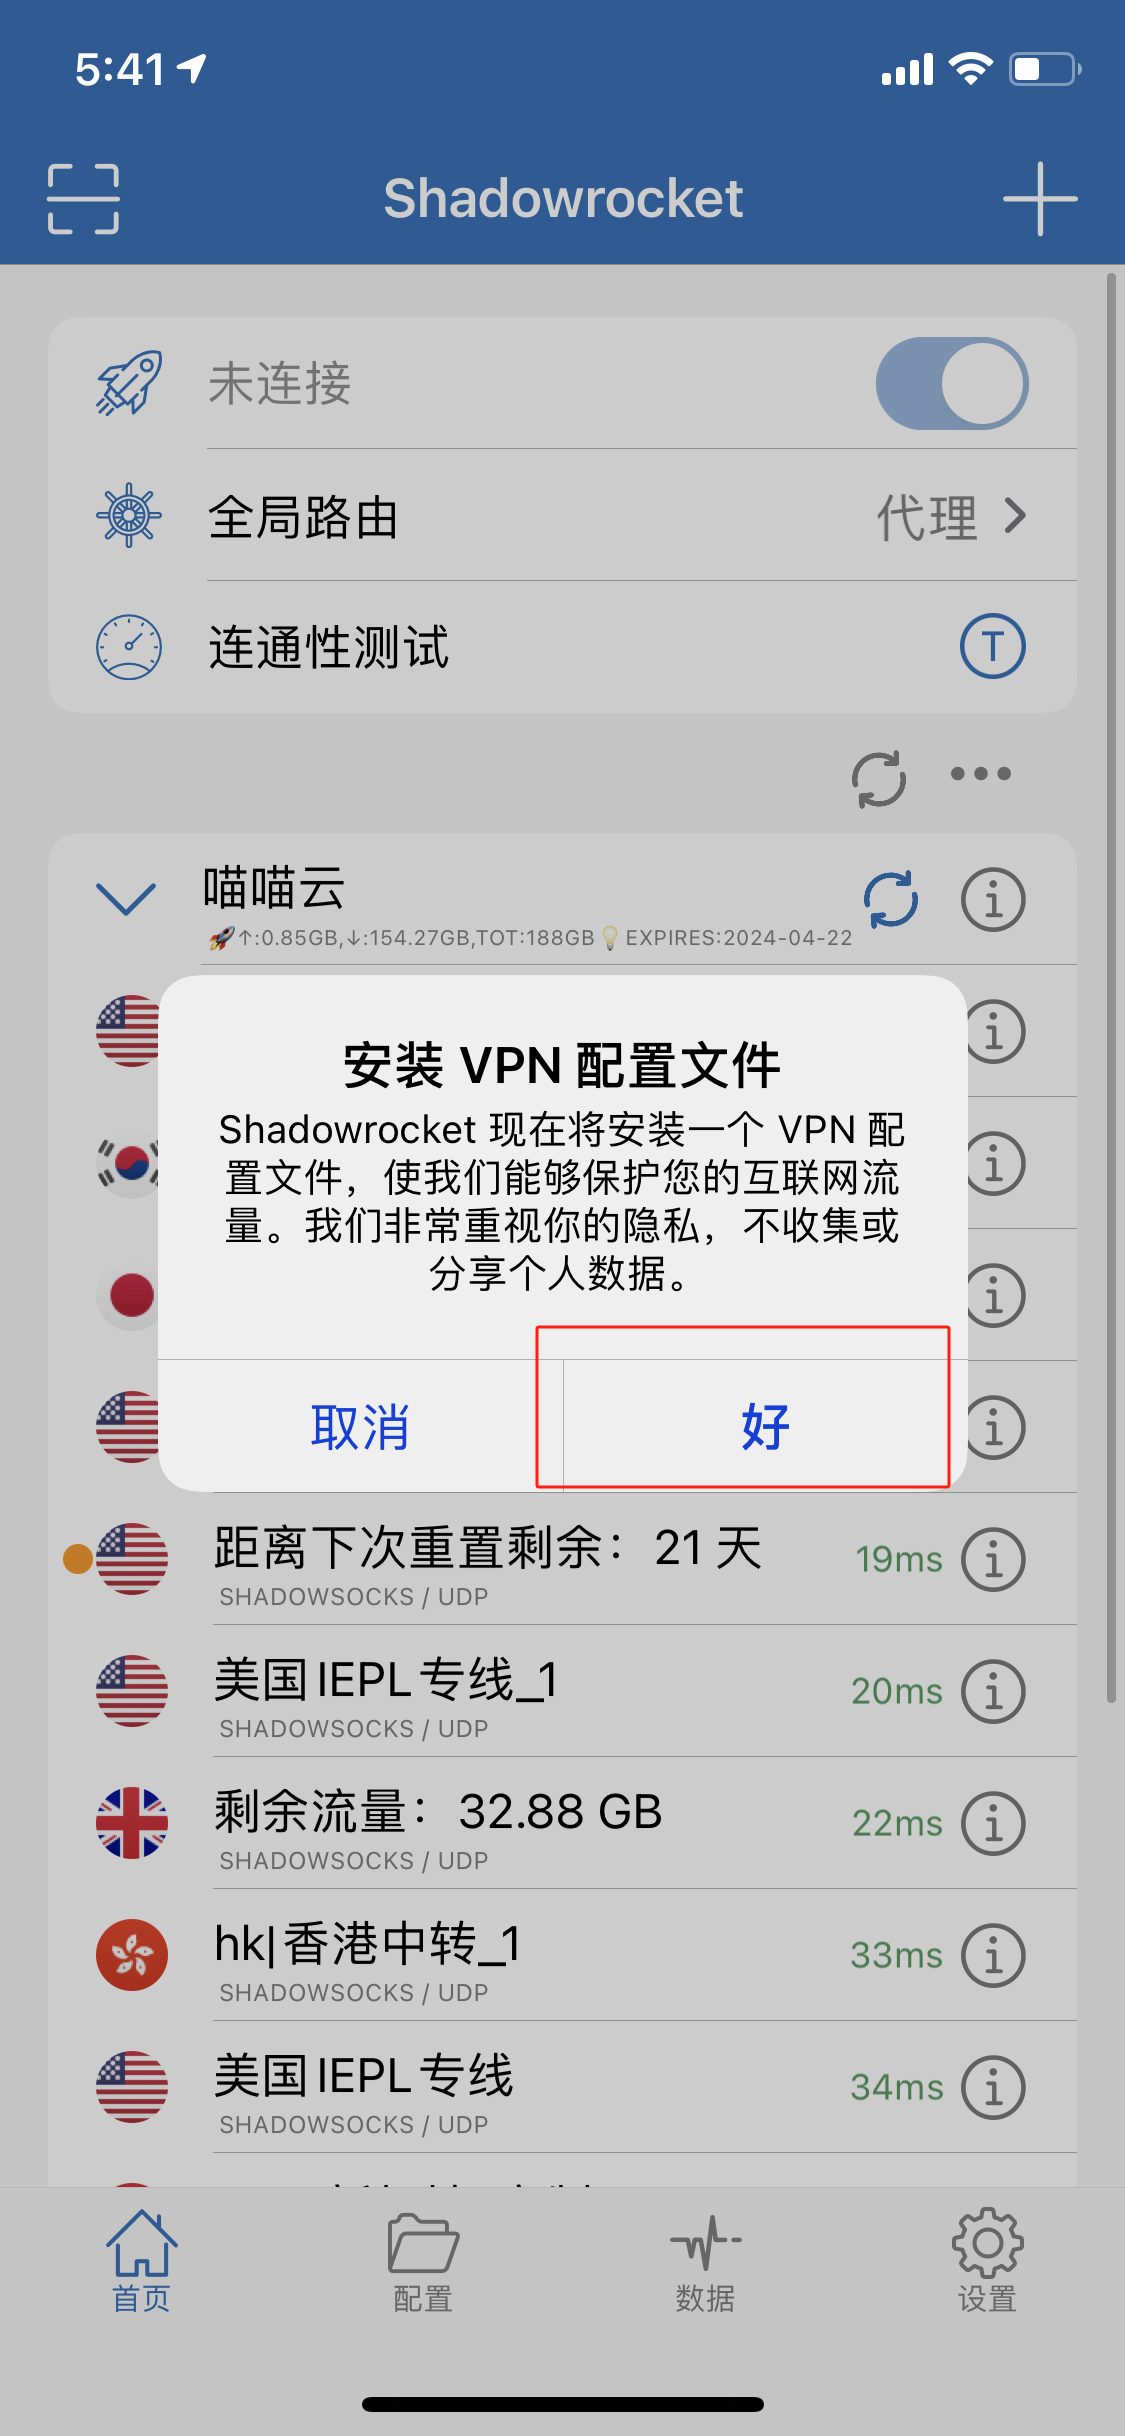 5:41
Shadowrocket
未连接
全局路由
代理
连通性测试
T
喵喵云
↑:0.85GB,↓:154.27GB,TOT:188GB💡EXPIRES:2024-04-22
安装 VPN 配置文件
Shadowrocket 现在将安装一个 VPN 配
置文件，使我们能够保护您的互联网流
量。我们非常重视你的隐私，不收集或
分享个人数据。
取消
好
距离下次重置剩余：21 天
19ms
SHADOWSOCKS / UDP
美国 IEPL 专线_1
20ms
SHADOWSOCKS / UDP
剩余流量：32.88 GB
22ms
SHADOWSOCKS / UDP
hk|香港中转_1
33ms
SHADOWSOCKS / UDP
美国 IEPL 专线
34ms
SHADOWSOCKS / UDP
首页
配置
数据
设置